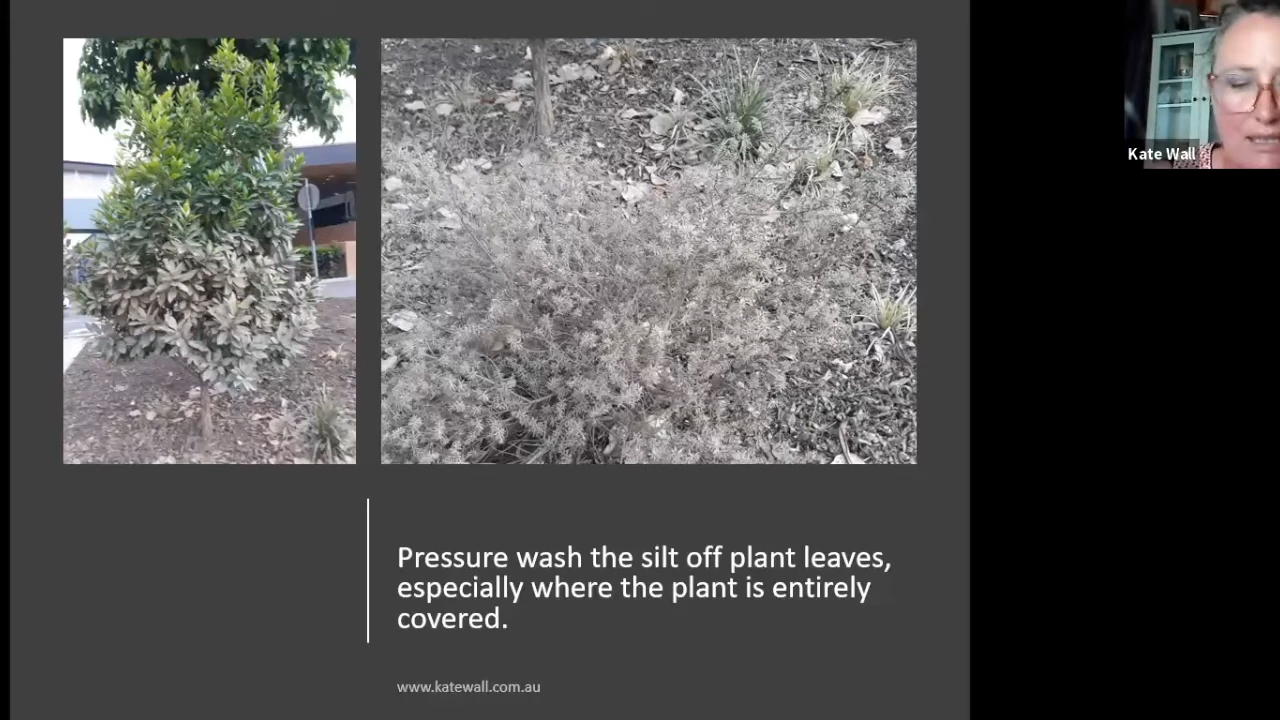 Kate Wall
Pressure wash the silt off plant leaves,
especially where the plant is entirely
covered.
www.katewall.com.au